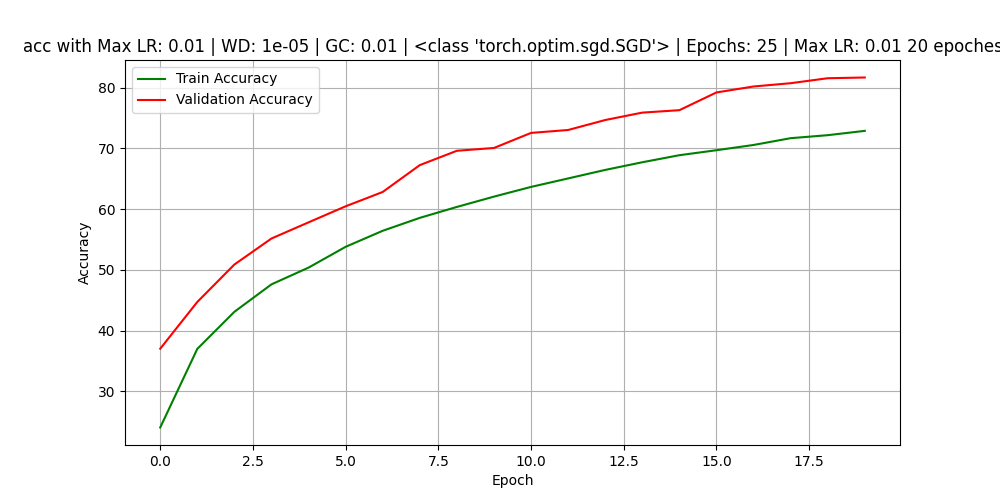 acc with Max LR: 0.01 | WD: 1e-05 | GC: 0.01 | <class 'torch.optim.sgd.SGD'> | Epochs: 25 | Max LR: 0.01 20 epoches
Train Accuracy
Validation Accuracy
Accuracy
80
70
60
50
40
30
0.0 2.5 5.0 7.5 10.0 12.5 15.0 17.5
Epoch